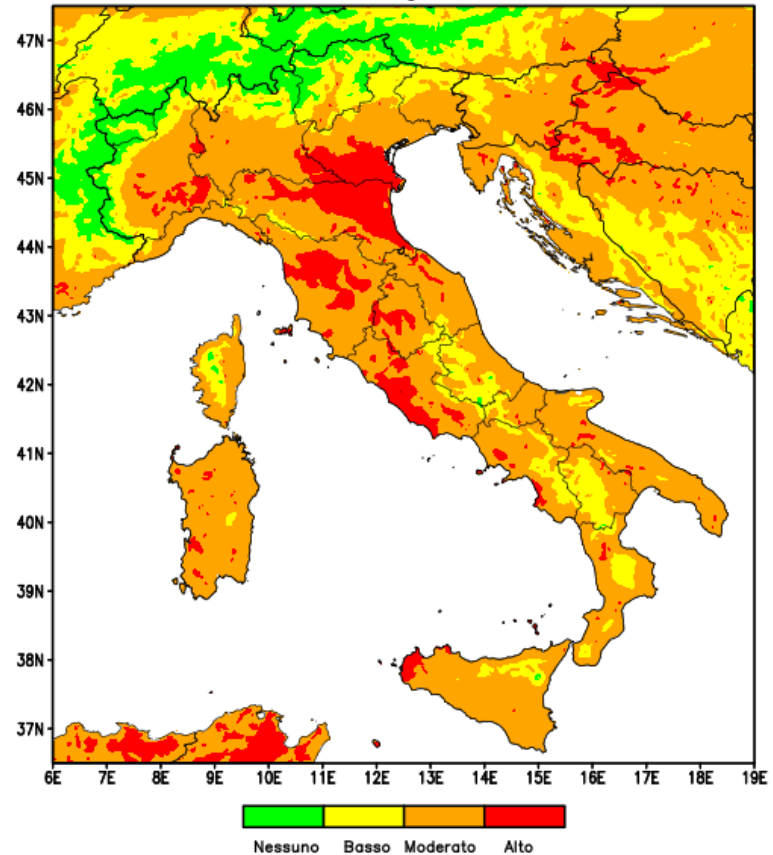 47N
46N
45N
44N
43N
42N
41N
40N
39N
38N
37N
6E 7E 8E 9E 10E 11E 12E 13E 14E 15E 16E 17E 18E 19E
Nessuno Basso Moderato Alto